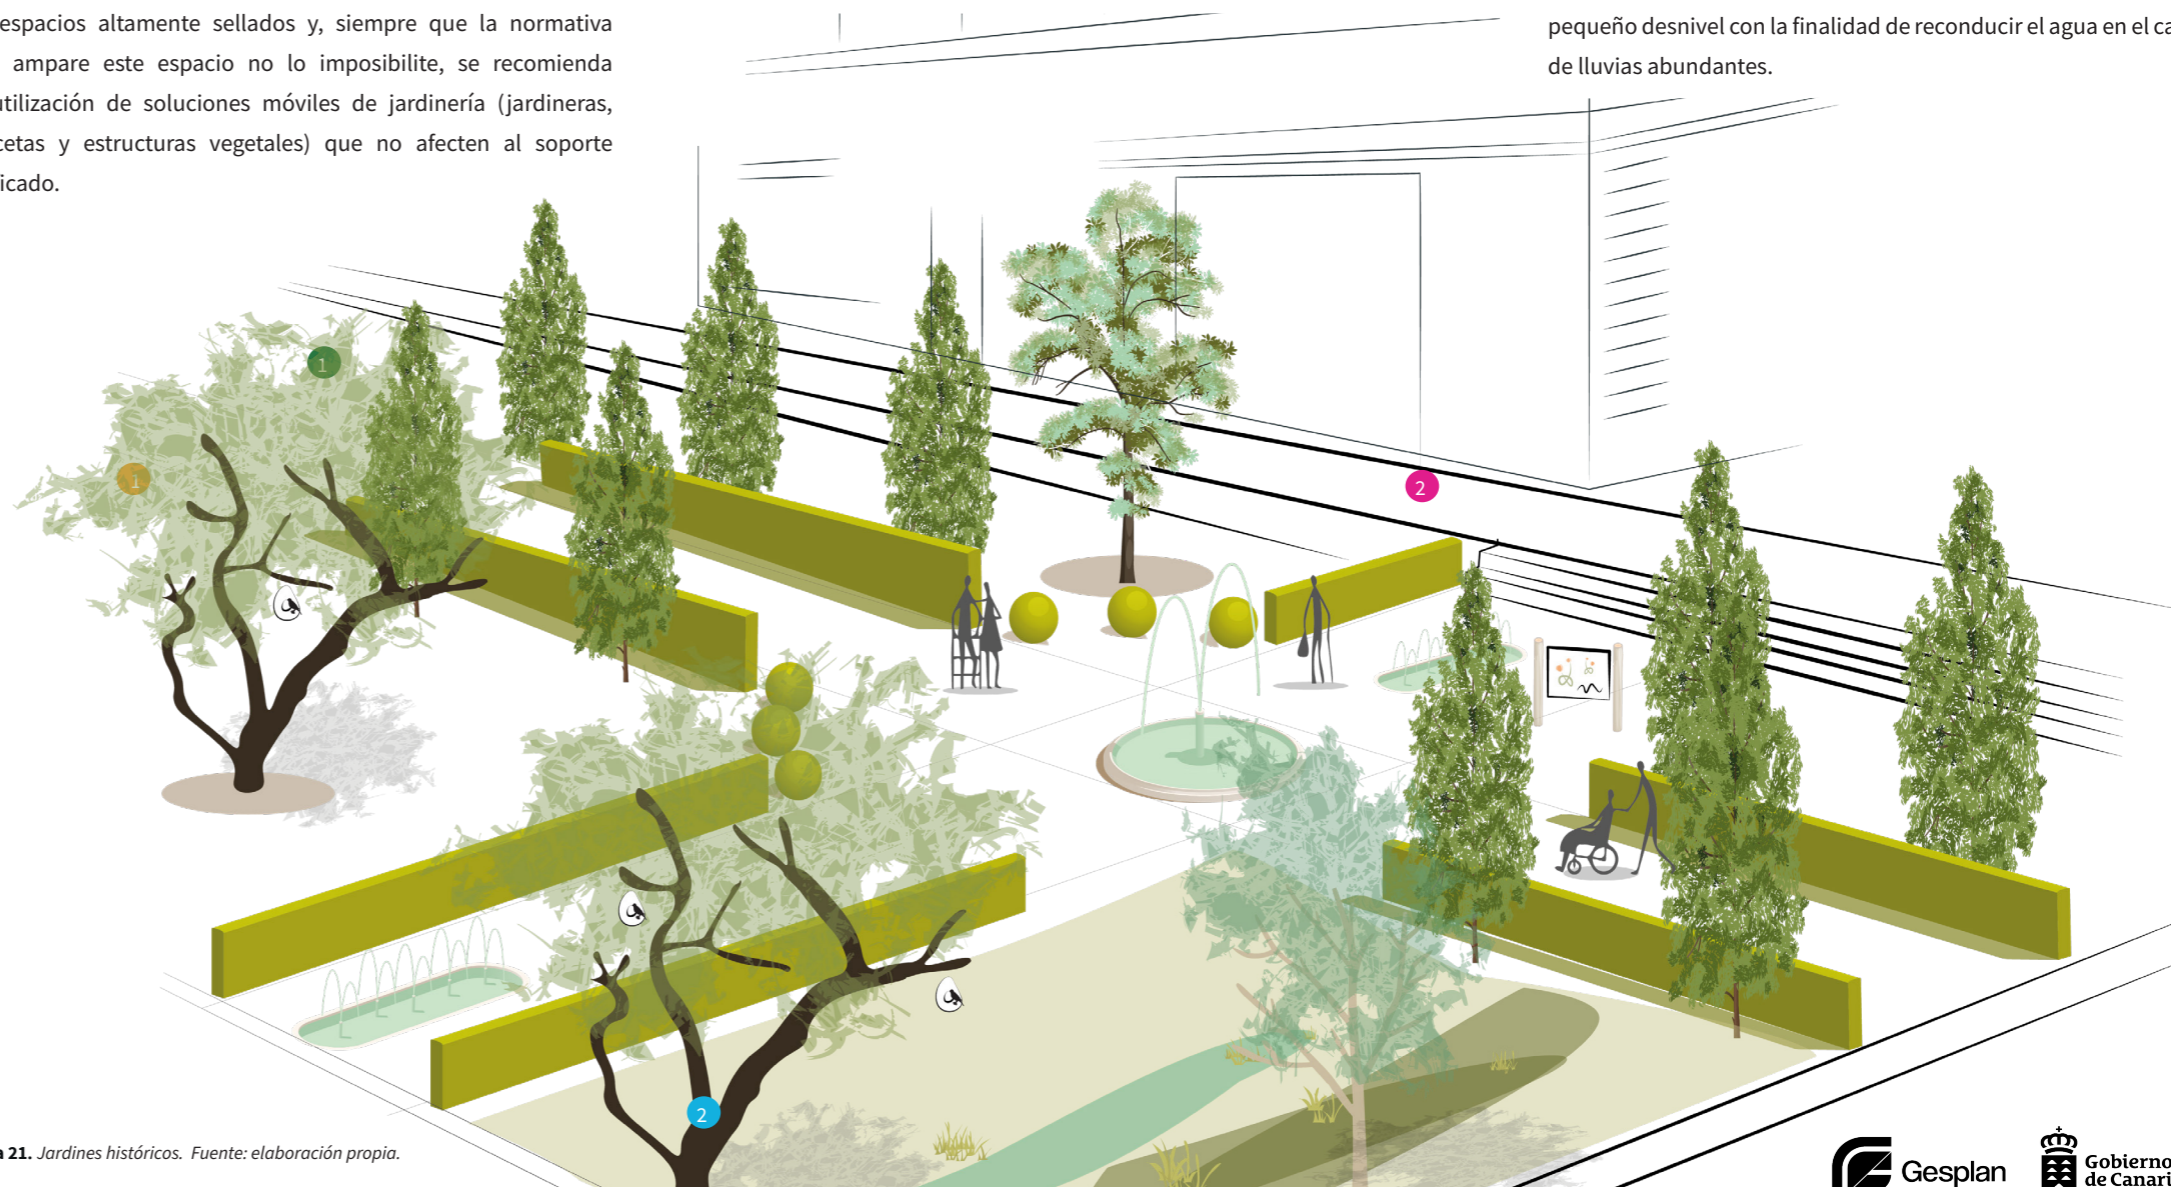 espacios altamente sellados y, siempre que la normativa
ampare este espacio no lo imposibilite, se recomienda
utilización de soluciones móviles de jardinería (jardineras,
cetas y estructuras vegetales) que no afecten al soporte
icado.
pequeño desnivel con la finalidad de reconducir el agua en el ca
de lluvias abundantes.
1
1
2
2
a 21. Jardines históricos. Fuente: elaboración propia.
Gesplan
Gobierno
de Canari